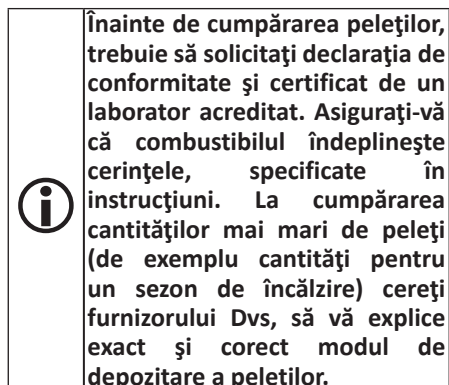 Înainte de cumpărarea peleţilor,
trebuie să solicitaţi declaraţia de
conformitate şi certificat de un
laborator acreditat. Asiguraţi-vă
că combustibilul îndeplineşte
cerinţele, specificate în
instrucţiuni. La cumpărarea
cantităţilor mai mari de peleţi
(de exemplu cantităţi pentru
un sezon de încălzire) cereţi
furnizorului Dvs, să vă explice
exact şi corect modul de
depozitare a peleţilor.